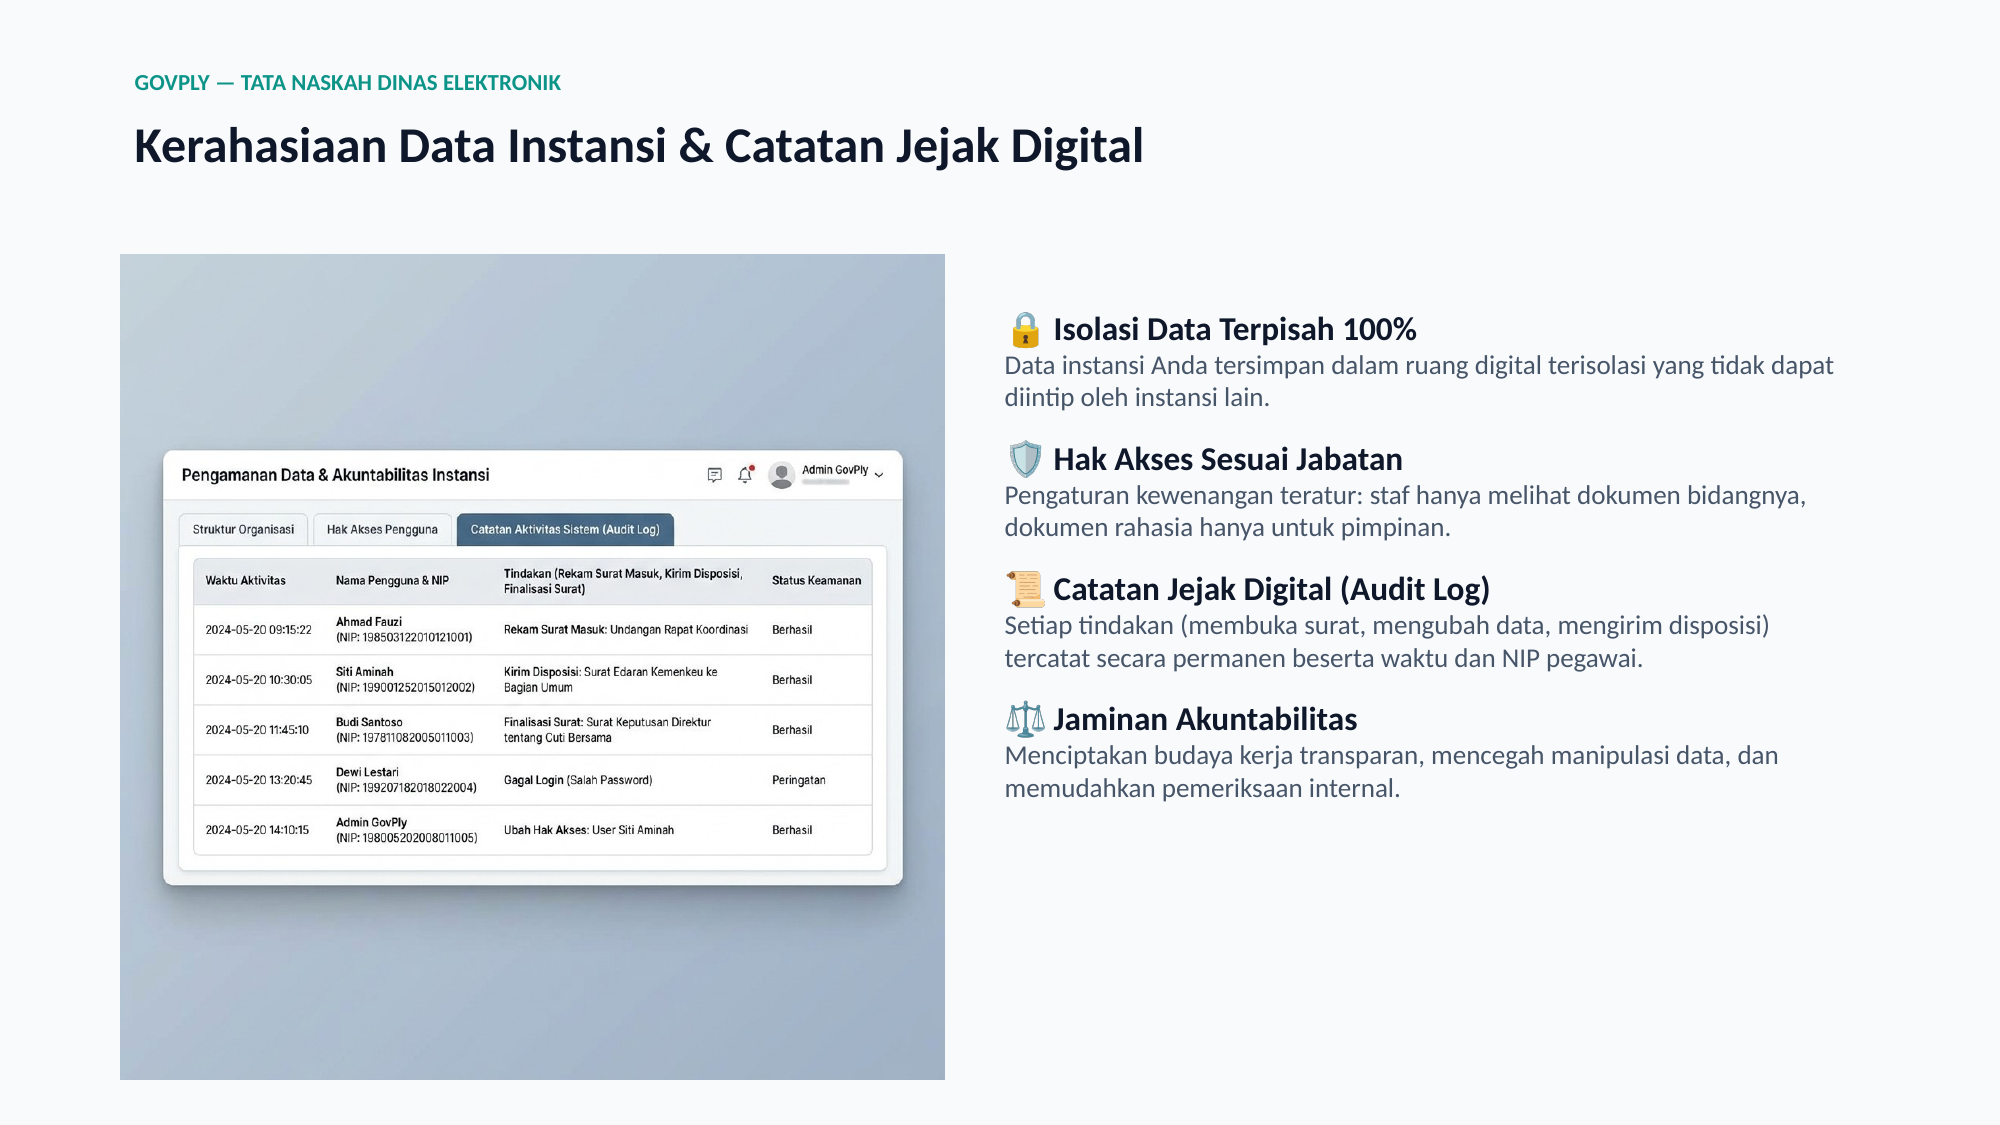 GOVPLY — TATA NASKAH DINAS ELEKTRONIK
Kerahasiaan Data Instansi & Catatan Jejak Digital
Pengamanan Data & Akuntabilitas Instansi
Admin GovPly
Struktur Organisasi
Hak Akses Pengguna
Catatan Aktivitas Sistem (Audit Log)
Waktu Aktivitas
Nama Pengguna & NIP
Tindakan (Rekam Surat Masuk, Kirim Disposisi,
Finalisasi Surat)
Status Keamanan
2024-05-20 09:15:22
Ahmad Fauzi
(NIP: 198503122010121001)
Rekam Surat Masuk: Undangan Rapat Koordinasi
Berhasil
2024-05-20 10:30:05
Siti Aminah
(NIP: 199001252015012002)
Kirim Disposisi: Surat Edaran Kemenkeu ke
Bagian Umum
Berhasil
2024-05-20 11:45:10
Budi Santoso
(NIP: 197811082005011003)
Finalisasi Surat: Surat Keputusan Direktur
tentang Cuti Bersama
Berhasil
2024-05-20 13:20:45
Dewi Lestari
(NIP: 199207182018022004)
Gagal Login (Salah Password)
Peringatan
2024-05-20 14:10:15
Admin GovPly
(NIP: 198005202008011005)
Ubah Hak Akses: User Siti Aminah
Berhasil
🔒 Isolasi Data Terpisah 100%
Data instansi Anda tersimpan dalam ruang digital terisolasi yang tidak dapat
diintip oleh instansi lain.
🛡️ Hak Akses Sesuai Jabatan
Pengaturan kewenangan teratur: staf hanya melihat dokumen bidangnya,
dokumen rahasia hanya untuk pimpinan.
📜 Catatan Jejak Digital (Audit Log)
Setiap tindakan (membuka surat, mengubah data, mengirim disposisi)
tercatat secara permanen beserta waktu dan NIP pegawai.
⚖️ Jaminan Akuntabilitas
Menciptakan budaya kerja transparan, mencegah manipulasi data, dan
memudahkan pemeriksaan internal.